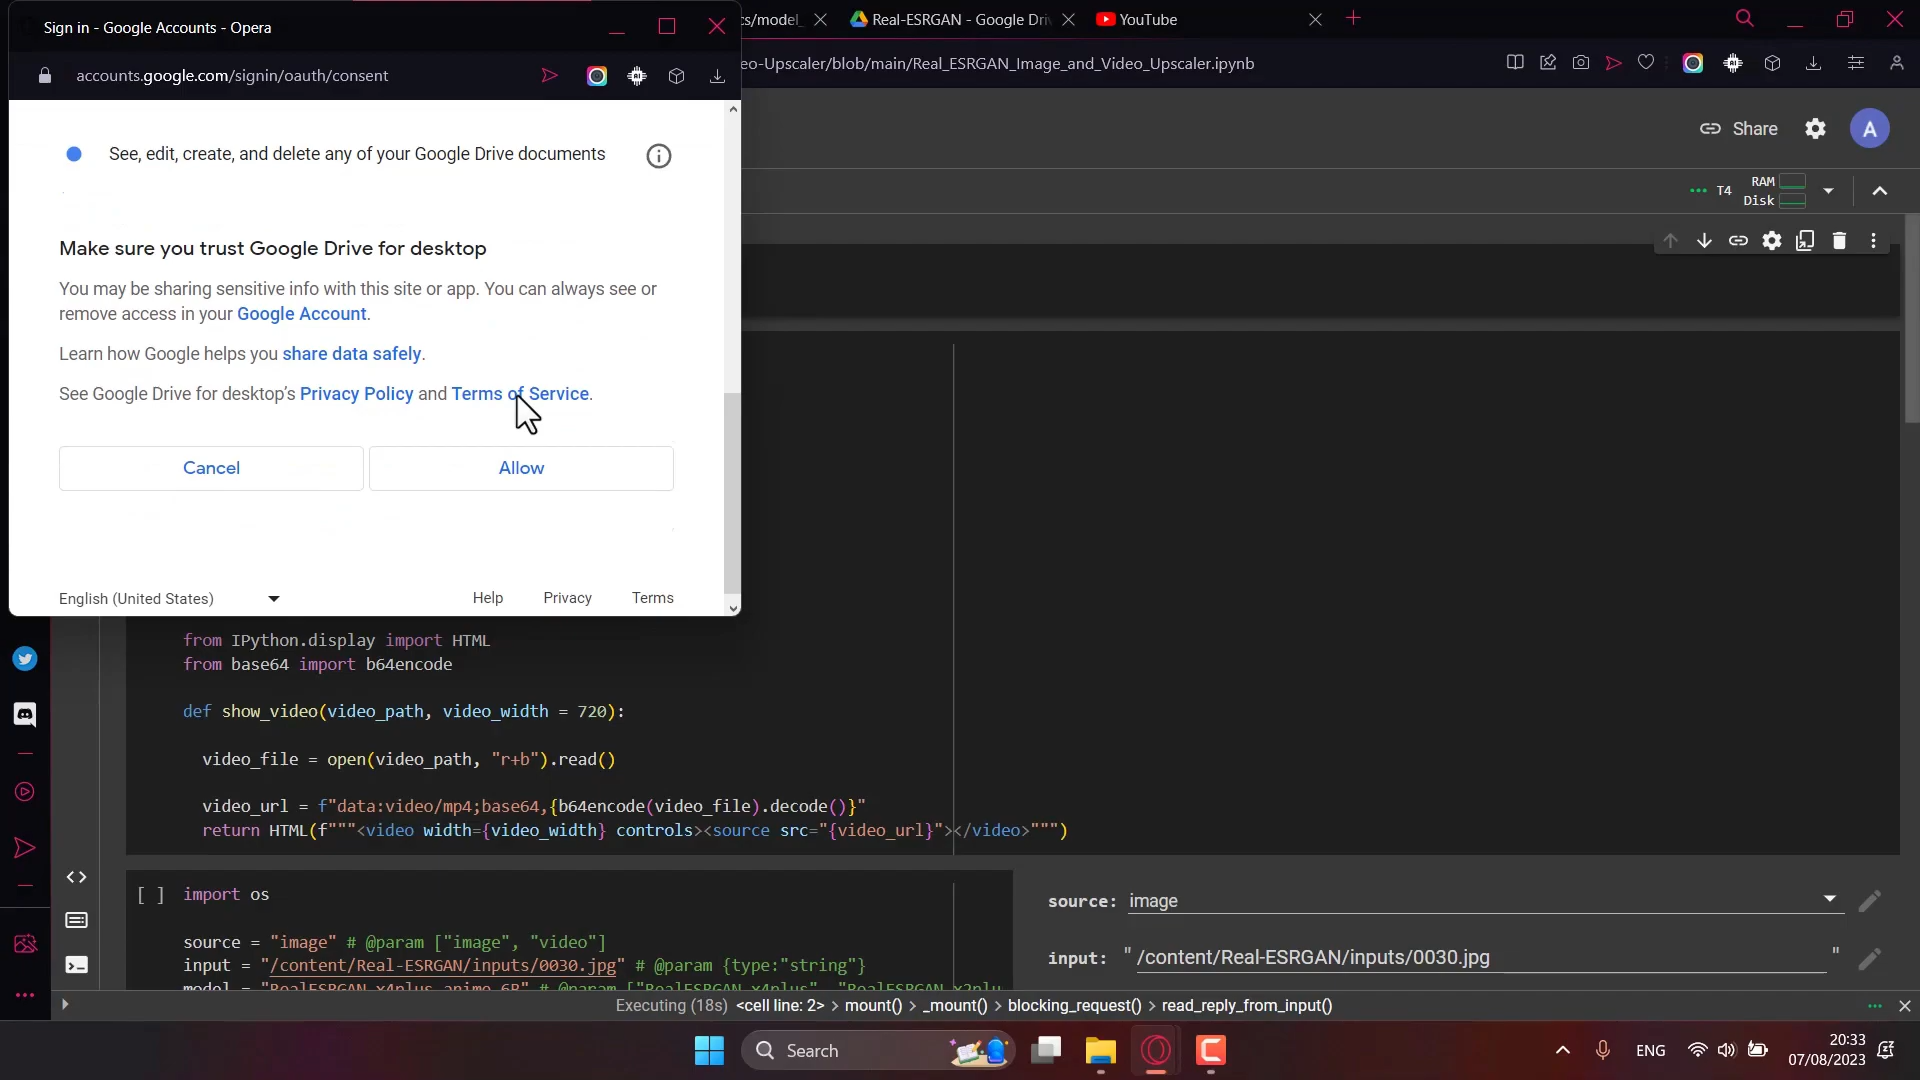 Sign in - Google Accounts - Opera
accounts.google.com/signin/oauth/consent
cs/model_
Real-ESRGAN - Google Dri
YouTube
eo-Upscaler/blob/main/Real_ESRGAN_Image_and_Video_Upscaler.ipynb
Share
A
T4
RAM
Disk
See, edit, create, and delete any of your Google Drive documents
Make sure you trust Google Drive for desktop
You may be sharing sensitive info with this site or app. You can always see or
remove access in your Google Account.
Learn how Google helps you share data safely.
See Google Drive for desktop's Privacy Policy and Terms of Service.
Cancel
Allow
English (United States)
Help
Privacy
Terms
from IPython.display import HTML
from base64 import b64encode
def show_video(video_path, video_width = 720):
video_file = open(video_path, "r+b").read()
video_url = f"data:video/mp4;base64,{b64encode(video_file).decode()}"
return HTML(f"""<video width={video_width} controls><source src="{video_url}"></video>""")
[ ] import os
source = "image" # @param ["image", "video"]
input = "/content/Real-ESRGAN/inputs/0030.jpg" # @param {type:"string"}
model = "RealESRGAN_x4plus_anime_6B" # @param ["RealESRGAN_x4plus", "RealESRGAN_x2plu
source: image
input: "/content/Real-ESRGAN/inputs/0030.jpg"
Executing (18s) <cell line: 2> > mount() > _mount() > blocking_request() > read_reply_from_input()
Search
ENG
20:33
07/08/2023